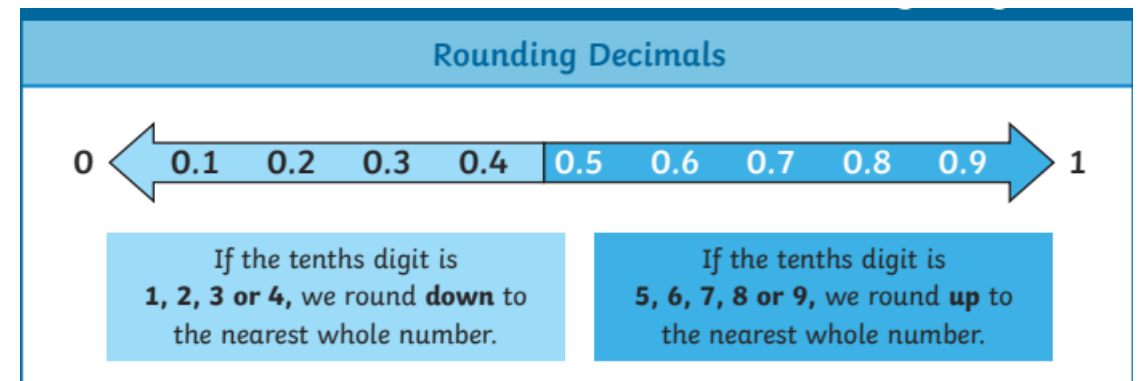 Rounding Decimals
0 0.1 0.2 0.3 0.4 0.5 0.6 0.7 0.8 0.9 1
If the tenths digit is
1, 2, 3 or 4, we round down to
the nearest whole number.
If the tenths digit is
5, 6, 7, 8 or 9, we round up to
the nearest whole number.